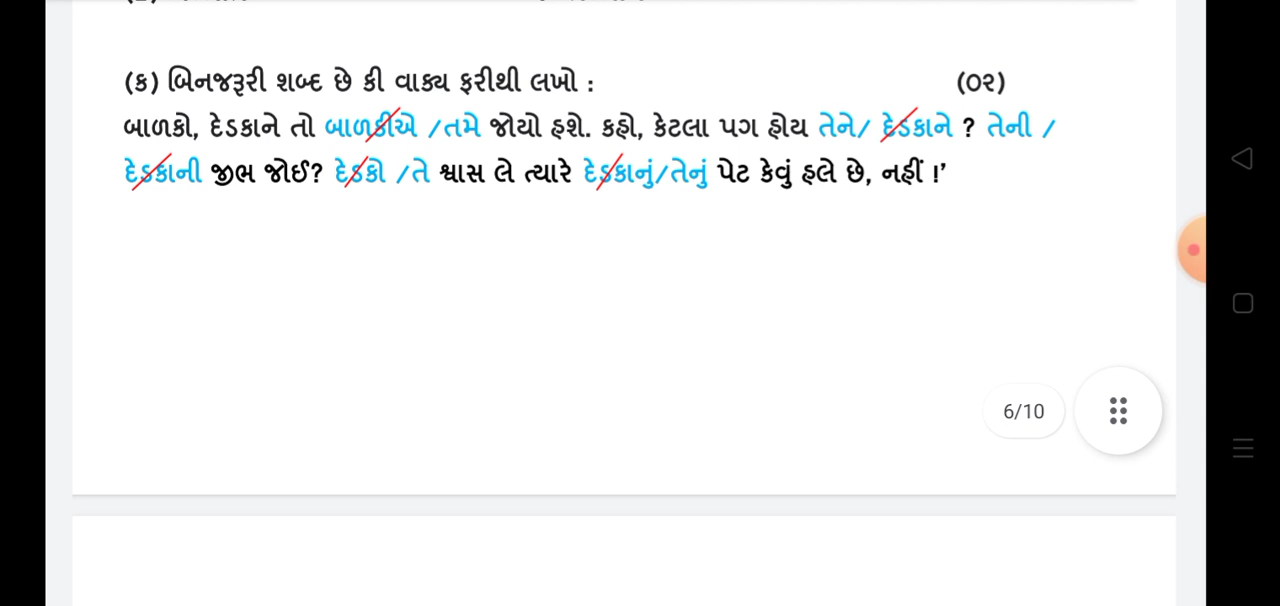 (ક) બિનજરૂરી શબ્દ છે કી વાક્ય ફરીથી લખો : (૦૨)
બાળકો, દેડકાને તો બાળકોએ /તમે જોયો હશે. કહો, કેટલા પગ હોય તેને/ દેડકાને ? તેની /
દેડકાની જીભ જોઈ? દેડકો /તે શ્વાસ લે ત્યારે દેડકાનું/તેનું પેટ કેવું હલે છે, નહીં !’
6/10